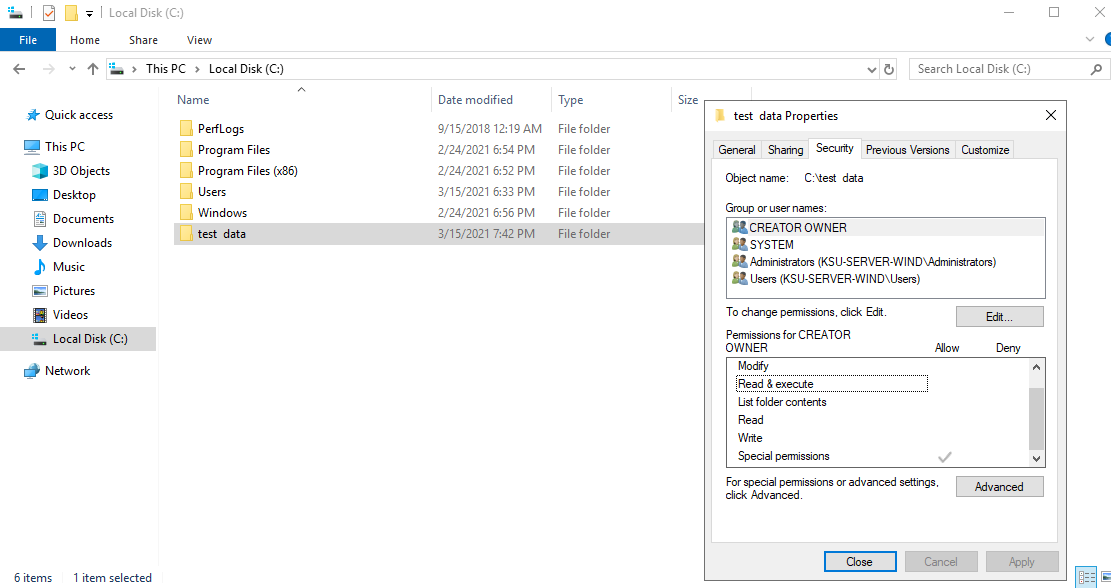 Local Disk (C:)
File Home Share View
This PC Local Disk (C:)
Search Local Disk (C:)
Quick access
This PC
3D Objects
Desktop
Documents
Downloads
Music
Pictures
Videos
Local Disk (C:)
Network
Name Date modified Type Size
PerfLogs 9/15/2018 12:19 AM File folder
Program Files 2/24/2021 6:54 PM File folder
Program Files (x86) 2/24/2021 6:52 PM File folder
Users 3/15/2021 6:33 PM File folder
Windows 2/24/2021 6:56 PM File folder
test data 3/15/2021 7:42 PM File folder
test data Properties
General Sharing Security Previous Versions Customize
Object name: C:\test data
Group or user names:
CREATOR OWNER
SYSTEM
Administrators (KSU-SERVER-WIND\Administrators)
Users (KSU-SERVER-WIND\Users)
To change permissions, click Edit.
Edit...
Permissions for CREATOR
OWNER Allow Deny
Modify
Read & execute
List folder contents
Read
Write
Special permissions
For special permissions or advanced settings,
click Advanced.
Advanced
Close Cancel Apply
6 items 1 item selected